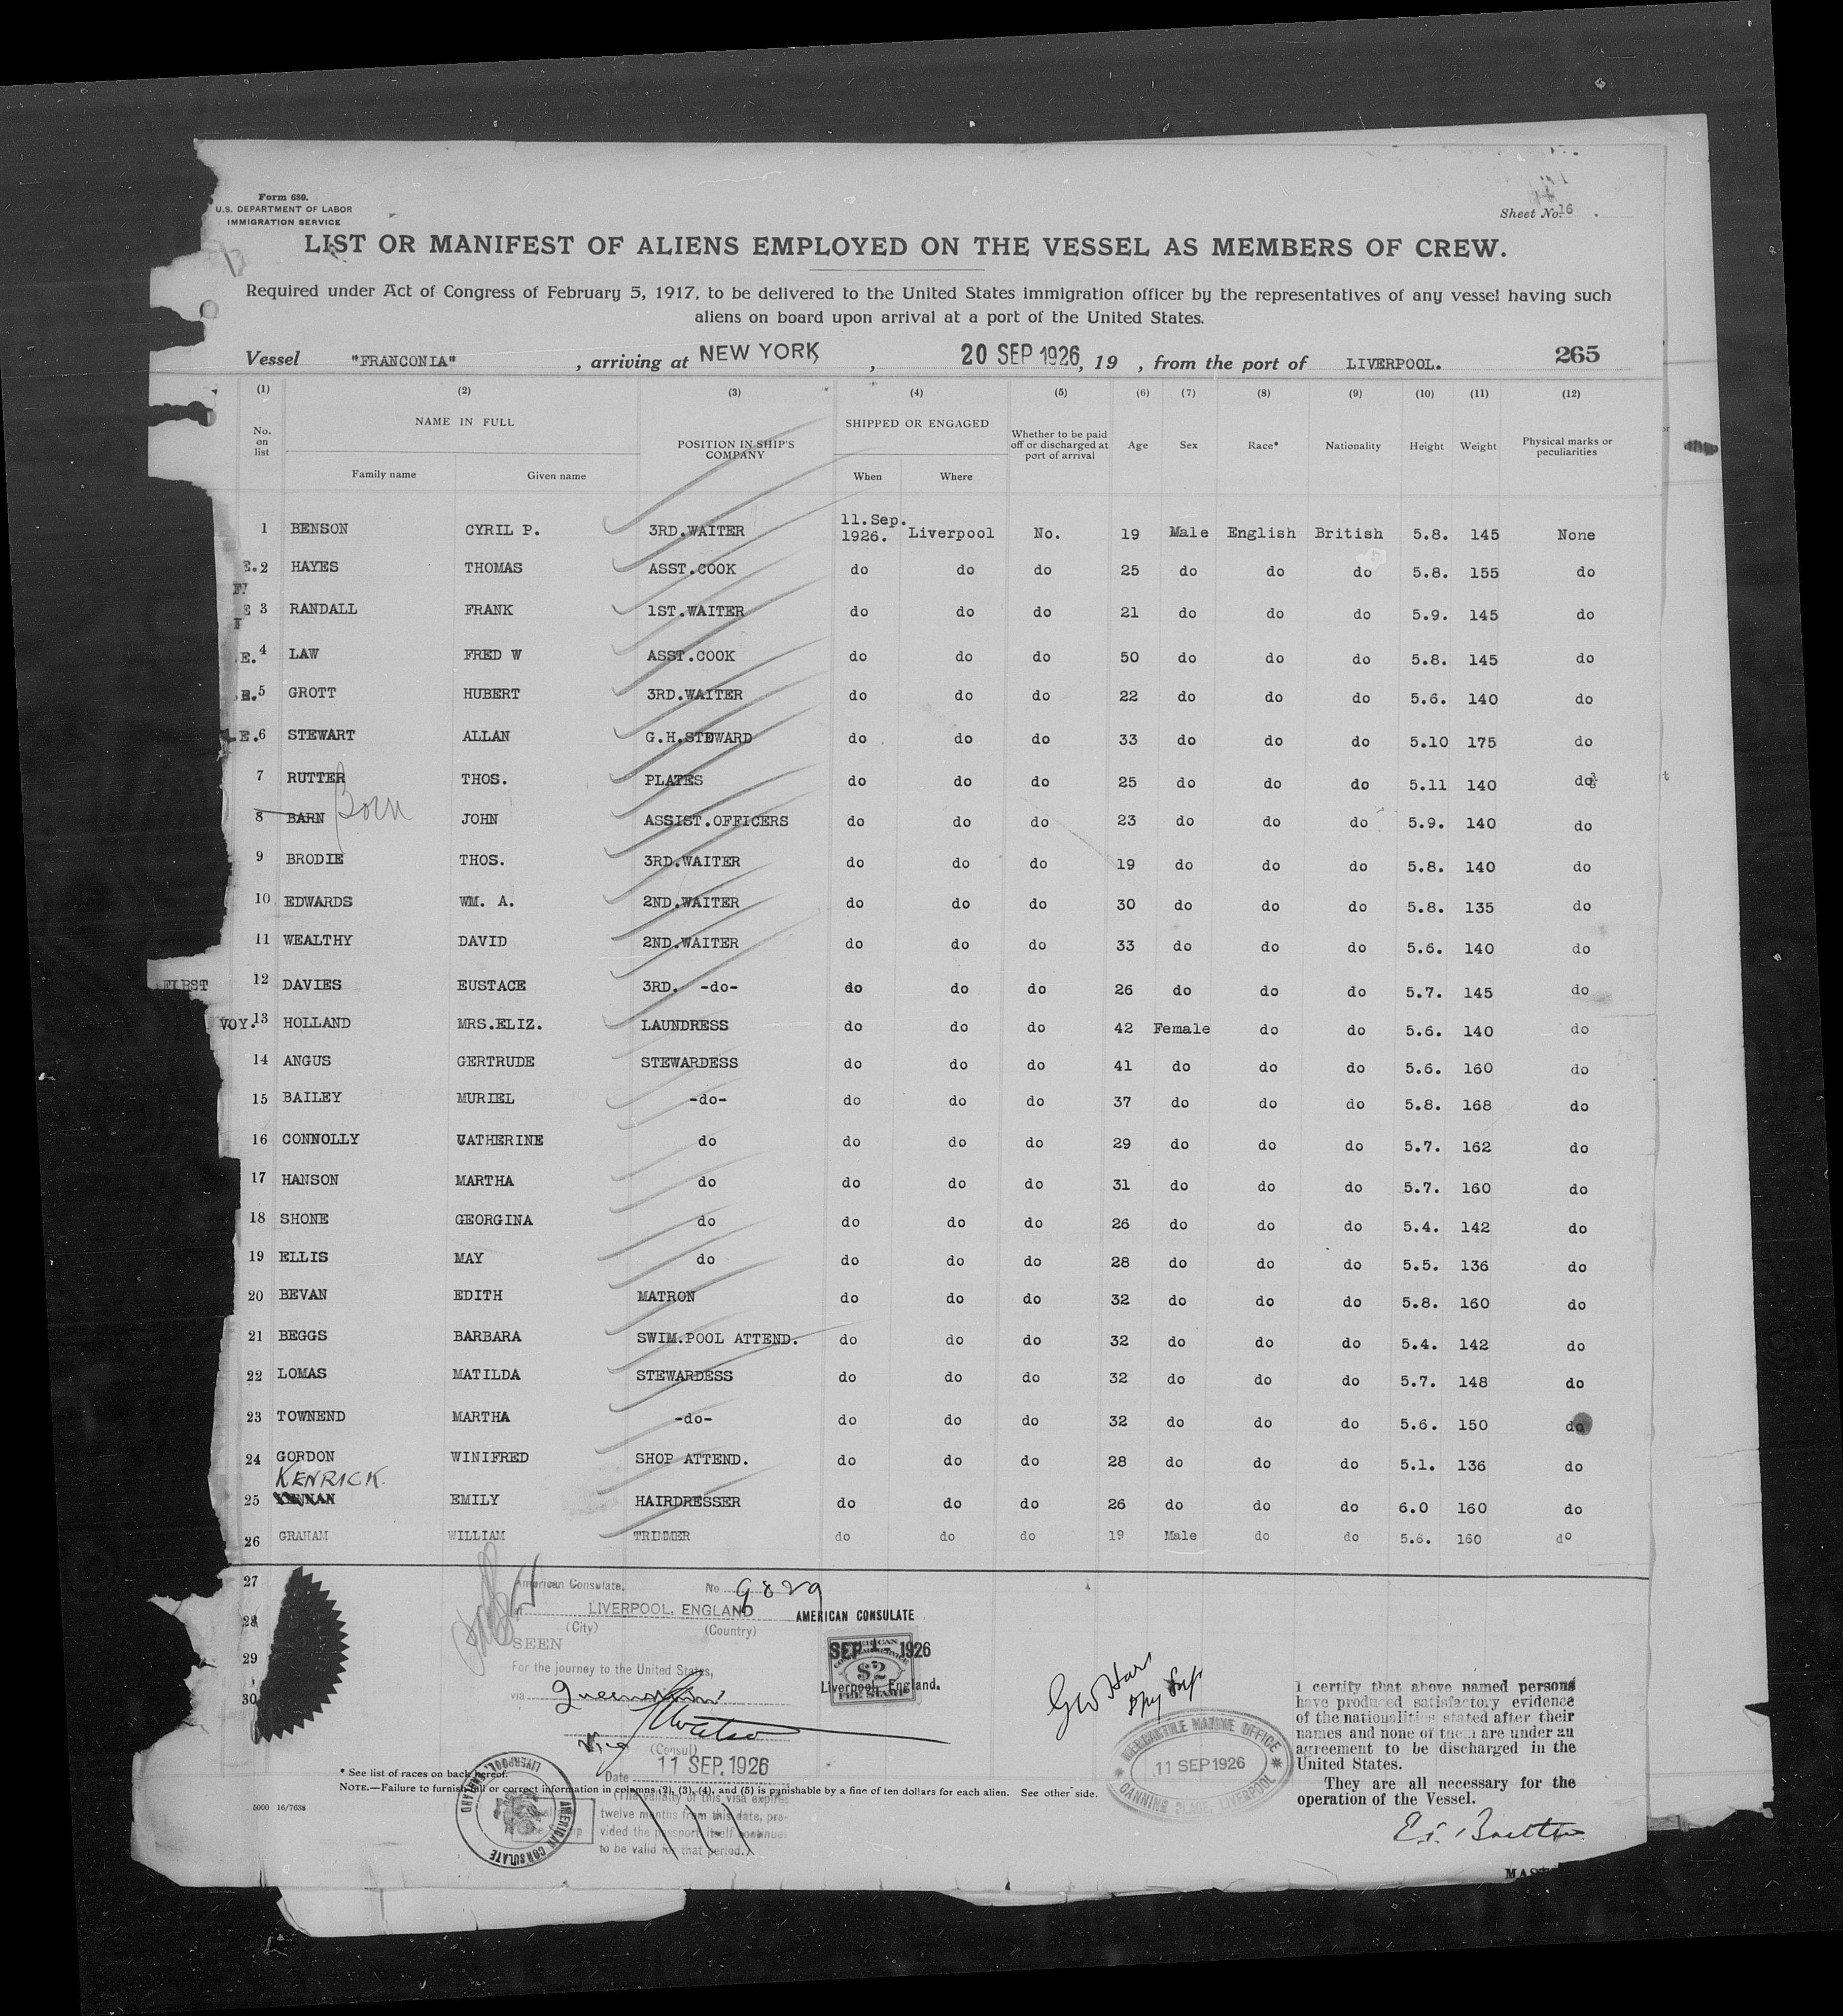 Form 680.
U.S. DEPARTMENT OF LABOR
IMMIGRATION SERVICE
Sheet No. 16
LIST OR MANIFEST OF ALIENS EMPLOYED ON THE VESSEL AS MEMBERS OF CREW.
Required under Act of Congress of February 5, 1917, to be delivered to the United States immigration officer by the representatives of any vessel having such
aliens on board upon arrival at a port of the United States.
Vessel "FRANCONIA", arriving at NEW YORK, 20 SEP 1926, 19 , from the port of LIVERPOOL. 265
(1) (2) (3) (4) (5) (6) (7) (8) (9) (10) (11) (12)
No. on list NAME IN FULL POSITION IN SHIP'S COMPANY SHIPPED OR ENGAGED Whether to be paid off or discharged at port of arrival Age Sex Race* Nationality Height Weight Physical marks or peculiarities
Family name Given name When Where
1 BENSON CYRIL P. 3RD.WAITER 11.Sep. 1926. Liverpool No. 19 Male English British 5.8. 145 None
E.2 HAYES THOMAS ASST.COOK do do do 25 do do do 5.8. 155 do
E 3 RANDALL FRANK 1ST.WAITER do do do 21 do do do 5.9. 145 do
E.4 LAW FRED W ASST.COOK do do do 50 do do do 5.8. 145 do
E.5 GROTT HUBERT 3RD.WAITER do do do 22 do do do 5.6. 140 do
E.6 STEWART ALLAN G.H.STEWARD do do do 33 do do do 5.10 175 do
7 RUTTER THOS. PLATES do do do 25 do do do 5.11 140 do
8 BARN Born JOHN ASSIST.OFFICERS do do do 23 do do do 5.9. 140 do
9 BRODIE THOS. 3RD.WAITER do do do 19 do do do 5.8. 140 do
10 EDWARDS WM. A. 2ND.WAITER do do do 30 do do do 5.8. 135 do
11 WEALTHY DAVID 2ND.WAITER do do do 33 do do do 5.6. 140 do
FIRST 12 DAVIES EUSTACE 3RD. -do- do do do 26 do do do 5.7. 145 do
VOY. 13 HOLLAND MRS.ELIZ. LAUNDRESS do do do 42 Female do do 5.6. 140 do
14 ANGUS GERTRUDE STEWARDESS do do do 41 do do do 5.6. 160 do
15 BAILEY MURIEL -do- do do do 37 do do do 5.8. 168 do
16 CONNOLLY CATHERINE do do do do 29 do do do 5.7. 162 do
17 HANSON MARTHA do do do do 31 do do do 5.7. 160 do
18 SHONE GEORGINA do do do do 26 do do do 5.4. 142 do
19 ELLIS MAY do do do do 28 do do do 5.5. 136 do
20 BEVAN EDITH MATRON do do do 32 do do do 5.8. 160 do
21 BEGGS BARBARA SWIM.POOL ATTEND. do do do 32 do do do 5.4. 142 do
22 LOMAS MATILDA STEWARDESS do do do 32 do do do 5.7. 148 do
23 TOWNEND MARTHA -do- do do do 32 do do do 5.6. 150 do
24 GORDON WINIFRED SHOP ATTEND. do do do 28 do do do 5.1. 136 do
KENRICK.
25 EMILY HAIRDRESSER do do do 26 do do do 6.0 160 do
26 GRAHAM WILLIAM TRIMMER do do do 19 Male do do 5.6. 160 do
27
28
29
30
American Consulate. No 9829
LIVERPOOL, ENGLAND
(City) (Country)
SEEN
For the journey to the United States,
via
(Consul)
Date 11 SEP. 1926
(The validity of this visa expires
twelve months from this date, pro-
vided the passport itself continues
to be valid for that period.)
AMERICAN CONSULATE
SEP 1926
$2
FEE STAMP
Liverpool, England.
AMERICAN CONSULATE
LIVERPOOL, ENGLAND
MERCANTILE MARINE OFFICE
11 SEP 1926
CANNING PLACE, LIVERPOOL
I certify that above named persons
have produced satisfactory evidence
of the nationalities stated after their
names and none of them are under an
agreement to be discharged in the
United States.
They are all necessary for the
operation of the Vessel.
* See list of races on back hereof.
NOTE.—Failure to furnish full or correct information in columns (2), (3), (4), and (5) is punishable by a fine of ten dollars for each alien. See other side.
5000 16/7638